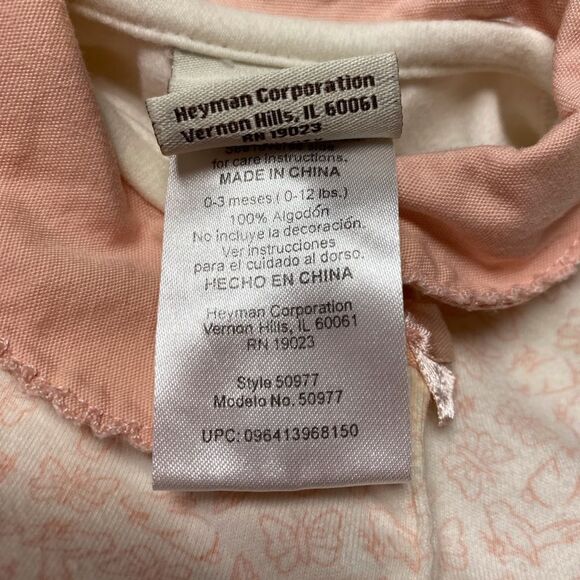 Heyman Corporation
Vernon Hills, IL 60061
RN 19023
for care instructions.
MADE IN CHINA
0-3 meses ( 0-12 lbs.)
100% Algodón
No incluye la decoración.
Ver instrucciones
para el cuidado al dorso.
HECHO EN CHINA
Heyman Corporation
Vernon Hills, IL 60061
RN 19023
Style 50977
Modelo No. 50977
UPC: 096413968150